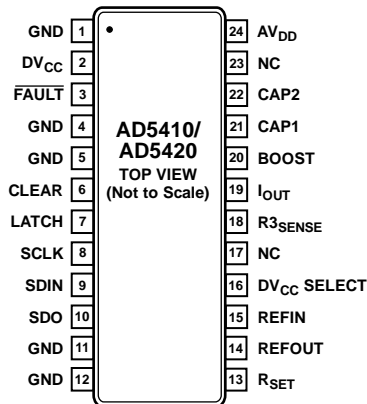 GND 1
DVCC 2
FAULT 3
GND 4
GND 5
CLEAR 6
LATCH 7
SCLK 8
SDIN 9
SDO 10
GND 11
GND 12
AD5410/
AD5420
TOP VIEW
(Not to Scale)
24 AVDD
23 NC
22 CAP2
21 CAP1
20 BOOST
19 IOUT
18 R3SENSE
17 NC
16 DVCC SELECT
15 REFIN
14 REFOUT
13 RSET